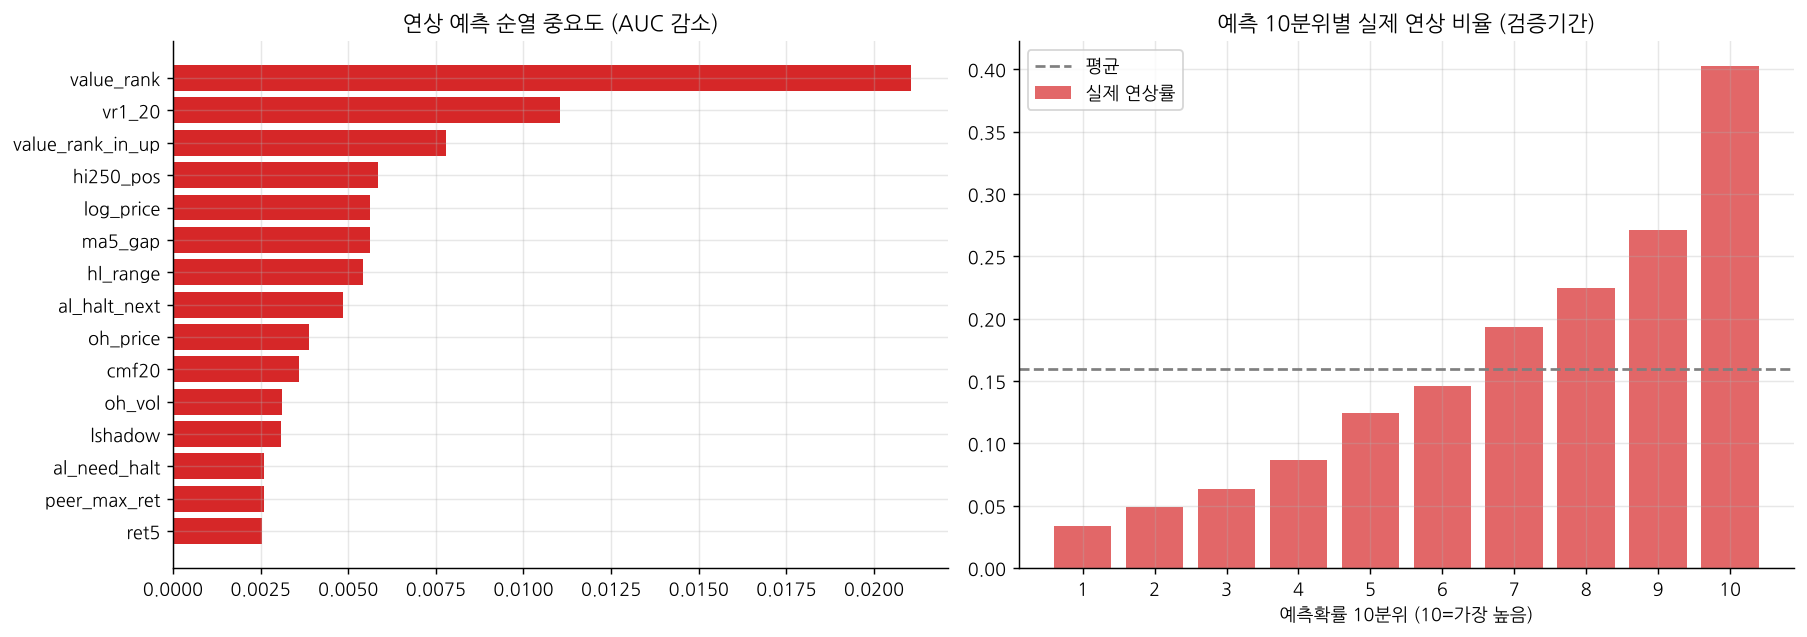 연상 예측 순열 중요도 (AUC 감소)
value_rank
vr1_20
value_rank_in_up
hi250_pos
log_price
ma5_gap
hl_range
al_halt_next
oh_price
cmf20
oh_vol
lshadow
al_need_halt
peer_max_ret
ret5
0.0000 0.0025 0.0050 0.0075 0.0100 0.0125 0.0150 0.0175 0.0200
예측 10분위별 실제 연상 비율 (검증기간)
평균
실제 연상률
0.40
0.35
0.30
0.25
0.20
0.15
0.10
0.05
0.00
1 2 3 4 5 6 7 8 9 10
예측확률 10분위 (10=가장 높음)